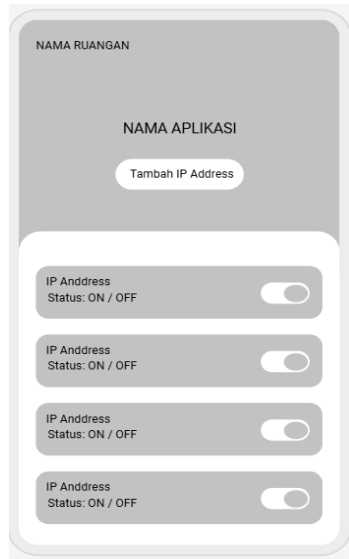 NAMA RUANGAN
NAMA APLIKASI
Tambah IP Address
IP Anddress
Status: ON / OFF
IP Anddress
Status: ON / OFF
IP Anddress
Status: ON / OFF
IP Anddress
Status: ON / OFF